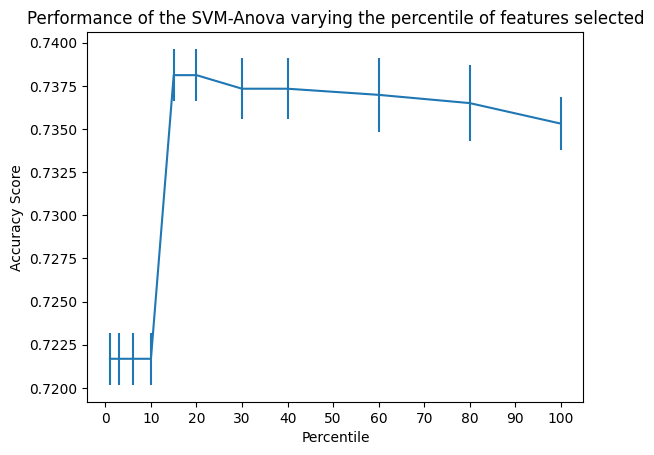 Performance of the SVM-Anova varying the percentile of features selected
0.7400
0.7375
0.7350
0.7325
0.7300
0.7275
0.7250
0.7225
0.7200
Accuracy Score
0 10 20 30 40 50 60 70 80 90 100
Percentile